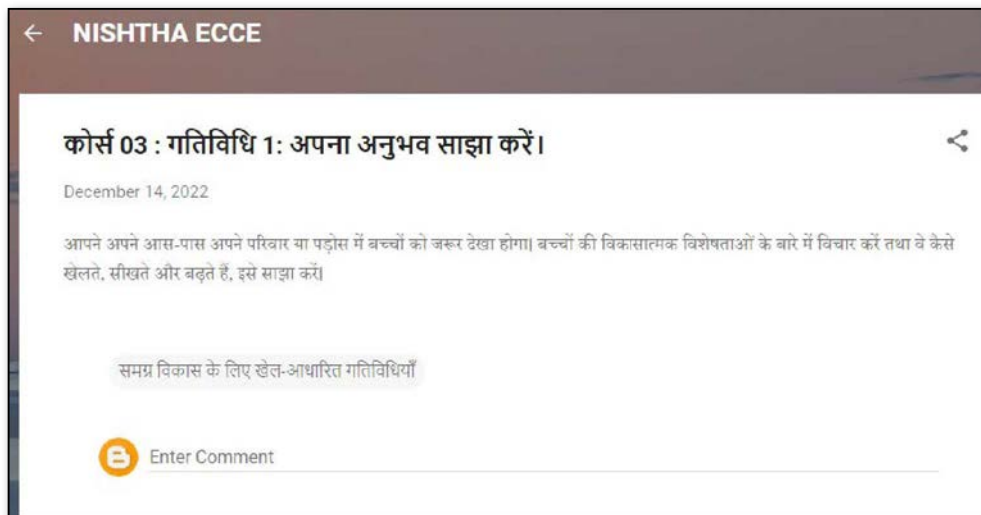 NISHTHA ECCE
कोर्स 03 : गतिविधि 1: अपना अनुभव साझा करें।
December 14, 2022
आपने अपने आस-पास अपने परिवार या पड़ोस में बच्चों को जरूर देखा होगा| बच्चों की विकासात्मक विशेषताओं के बारे में विचार करें तथा वे कैसे
खेलते, सीखते और बढ़ते हैं, इसे साझा करें|
समग्र विकास के लिए खेल-आधारित गतिविधियाँ
Enter Comment